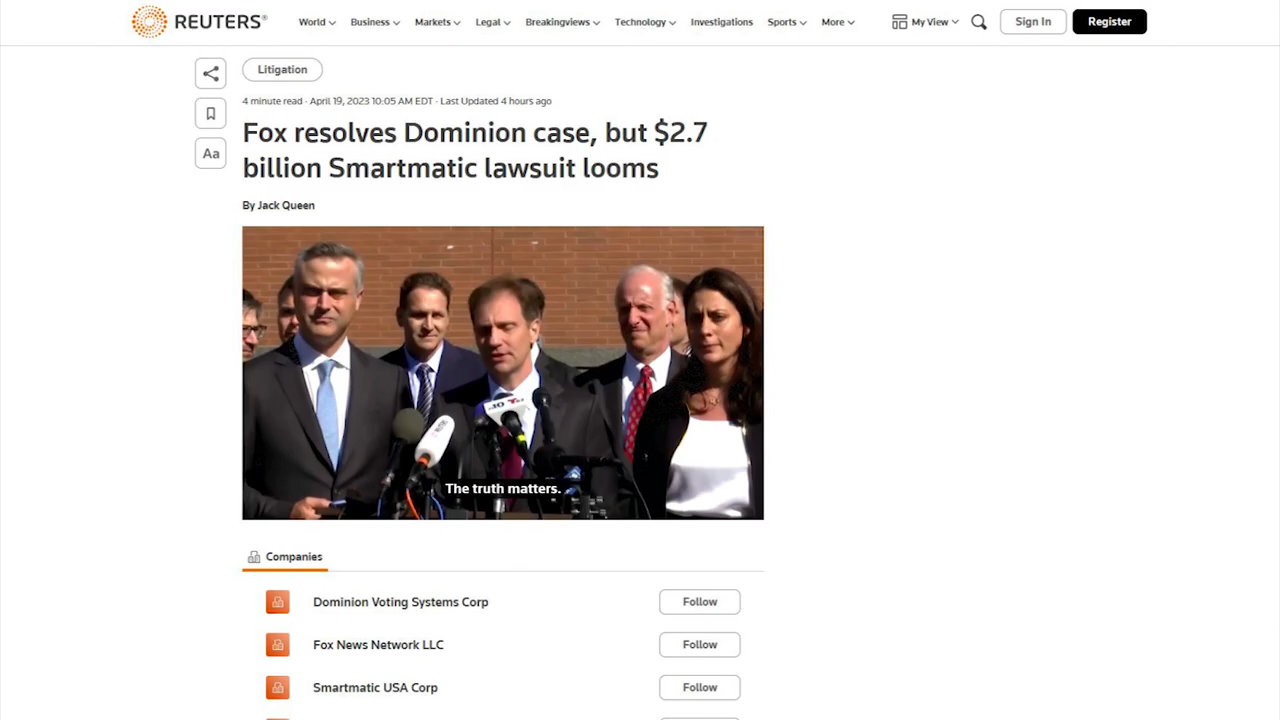 REUTERS®
World
Business
Markets
Legal
Breakingviews
Technology
Investigations
Sports
More
My View
Sign In
Register
Litigation
4 minute read · April 19, 2023 10:05 AM EDT · Last Updated 4 hours ago
Aa
Fox resolves Dominion case, but $2.7
billion Smartmatic lawsuit looms
By Jack Queen
The truth matters.
Companies
Dominion Voting Systems Corp
Follow
Fox News Network LLC
Follow
Smartmatic USA Corp
Follow